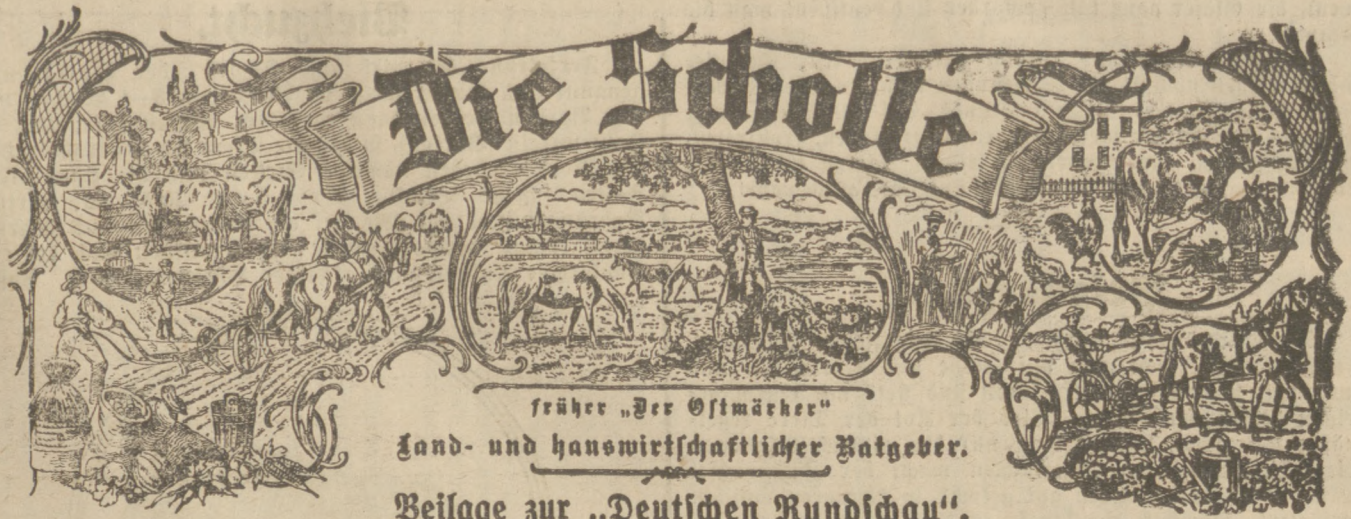 Die Scholle
früher „Der Ostmärker"
Land- und hauswirtschaftlicher Ratgeber.
Beilage zur „Deutschen Rundschau".